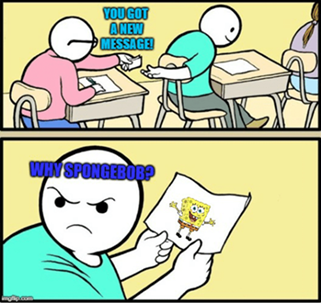 YOU GOT
A NEW
MESSAGE!
WHY SPONGEBOB?
imgflip.com